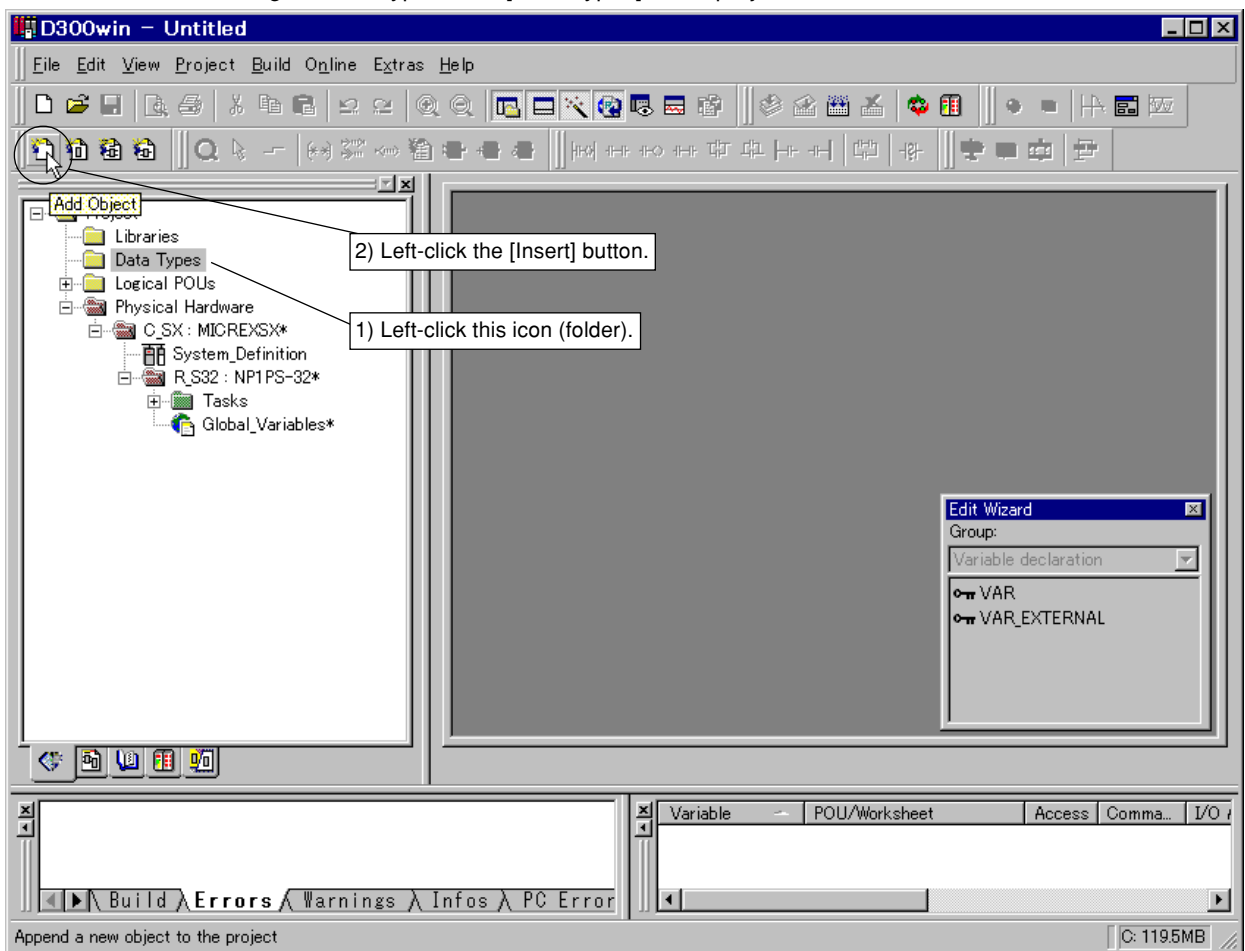 D300win - Untitled
File Edit View Project Build Online Extras Help
Add Object
Libraries
Data Types
Logical POUs
Physical Hardware
C_SX : MICREXSX*
System_Definition
R_S32 : NP1PS-32*
Tasks
Global_Variables*
2) Left-click the [Insert] button.
1) Left-click this icon (folder).
Edit Wizard
Group:
Variable declaration
VAR
VAR_EXTERNAL
Variable POU/Worksheet Access Comma... I/O
Build Errors Warnings Infos PC Error
Append a new object to the project
C: 119.5MB